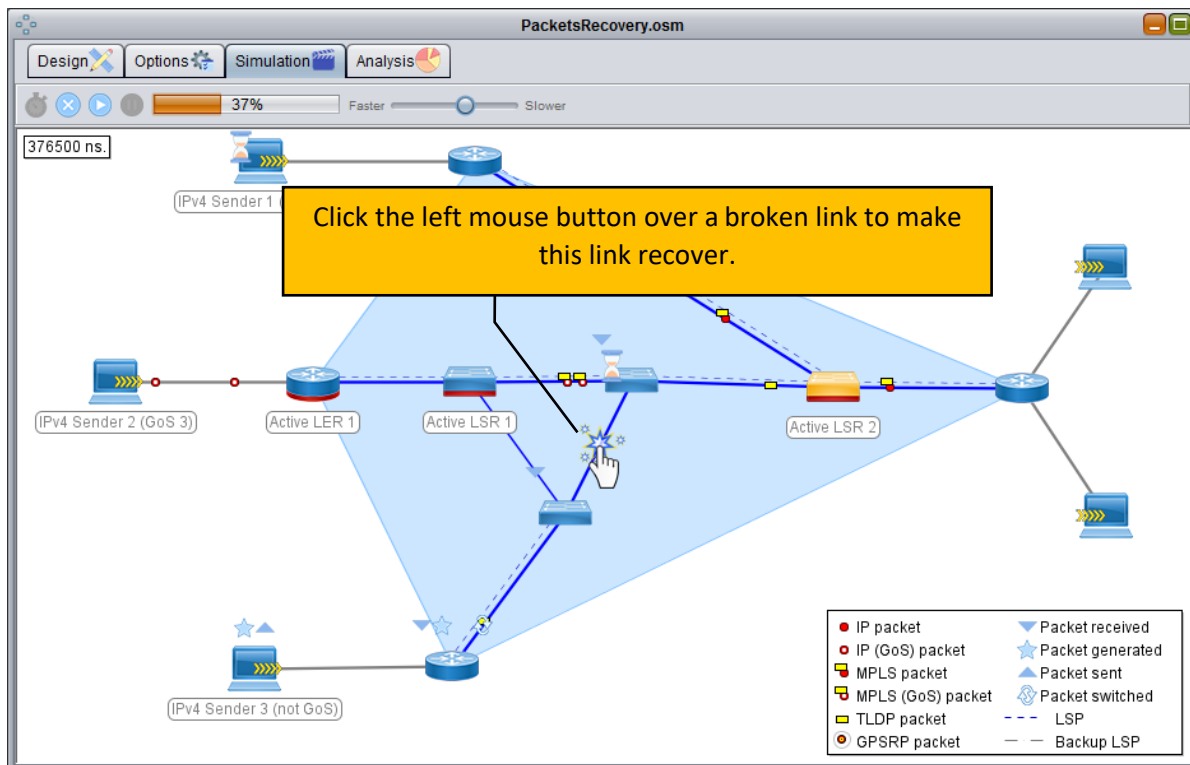 PacketsRecovery.osm
Design
Options
Simulation
Analysis
37%
Faster
Slower
376500 ns.
IPv4 Sender 1 (
Click the left mouse button over a broken link to make
this link recover.
IPv4 Sender 2 (GoS 3)
Active LER 1
Active LSR 1
Active LSR 2
IPv4 Sender 3 (not GoS)
IP packet
IP (GoS) packet
MPLS packet
MPLS (GoS) packet
TLDP packet
GPSRP packet
Packet received
Packet generated
Packet sent
Packet switched
LSP
Backup LSP